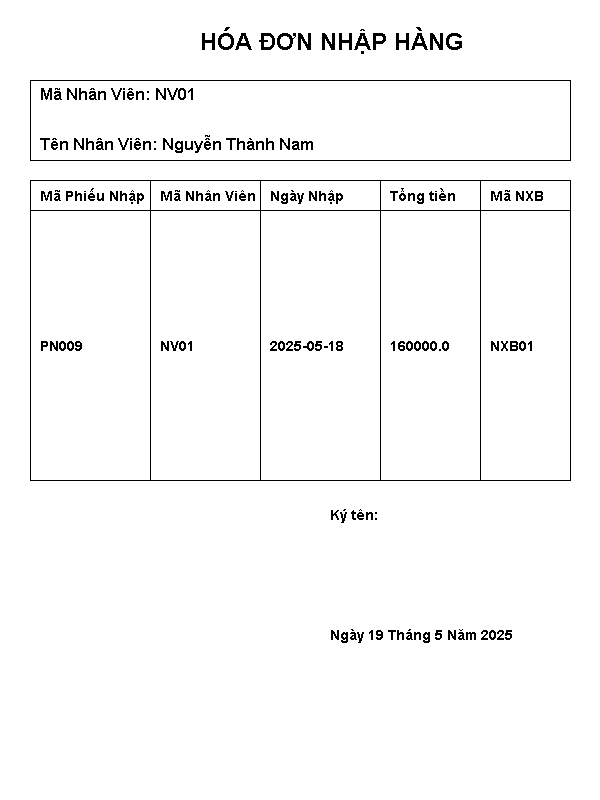 HÓA ĐƠN NHẬP HÀNG
Mã Nhân Viên: NV01
Tên Nhân Viên: Nguyễn Thành Nam
Mã Phiếu Nhập Mã Nhân Viên Ngày Nhập Tổng tiền Mã NXB
PN009 NV01 2025-05-18 160000.0 NXB01
Ký tên:
Ngày 19 Tháng 5 Năm 2025